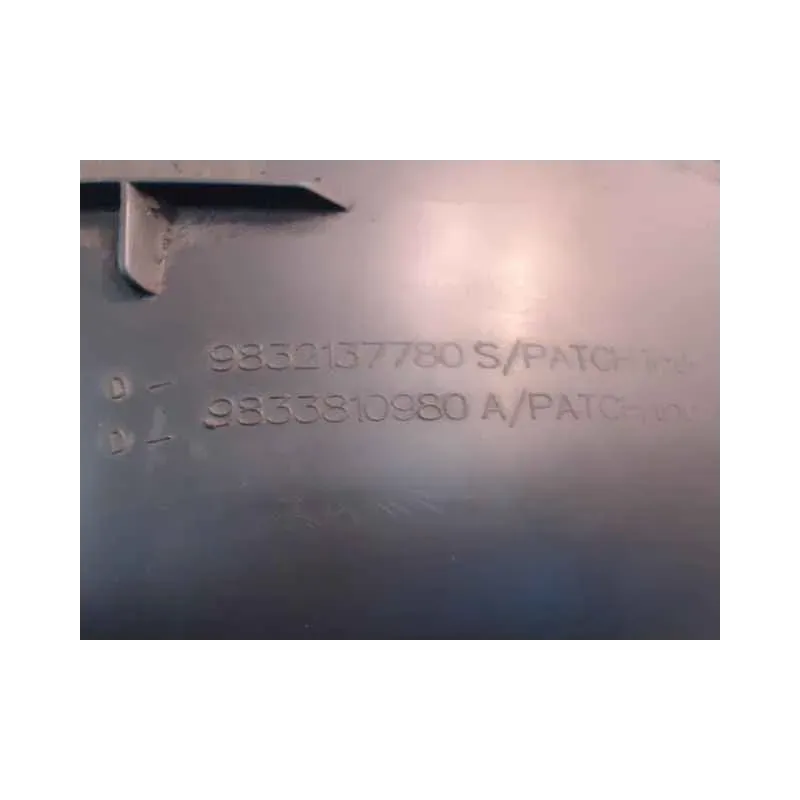 D - 9832137780 S/PATCH
D - 9833810980 A/PATCH